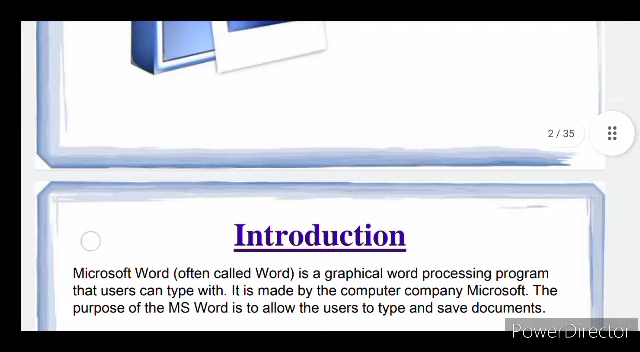 2 / 35
Introduction
Microsoft Word (often called Word) is a graphical word processing program
that users can type with. It is made by the computer company Microsoft. The
purpose of the MS Word is to allow the users to type and save documents.
PowerDirector